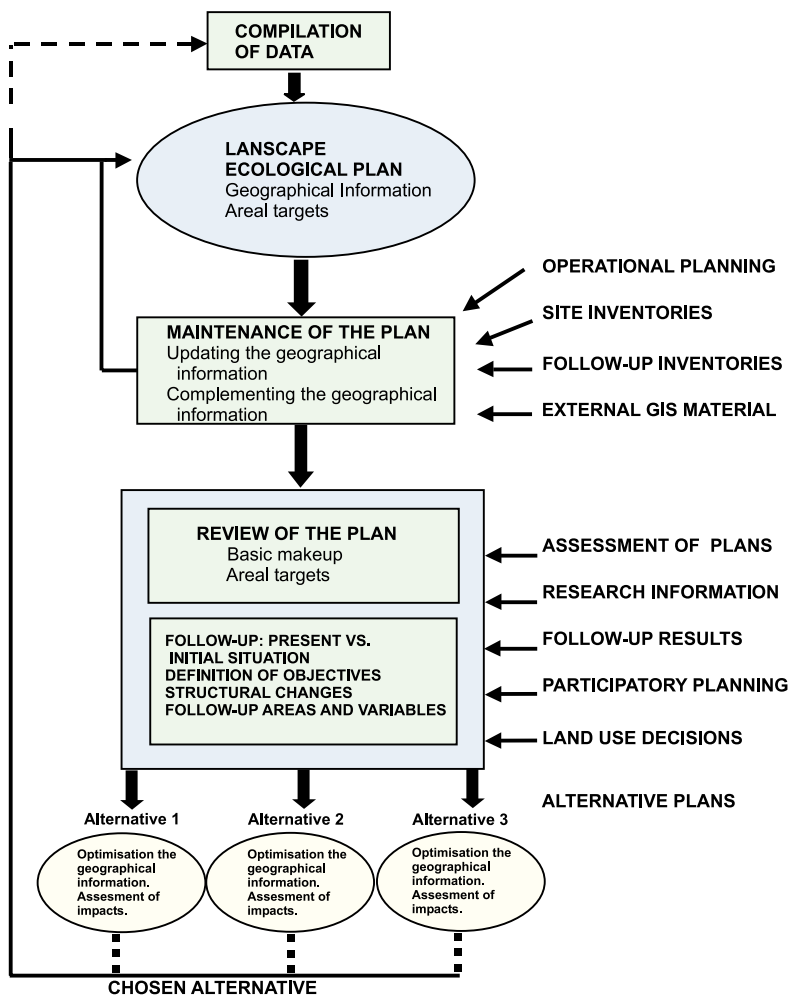 COMPILATION
OF DATA
LANSCAPE
ECOLOGICAL PLAN
Geographical Information
Areal targets
OPERATIONAL PLANNING
SITE INVENTORIES
MAINTENANCE OF THE PLAN
Updating the geographical
information
Complementing the geographical
information
FOLLOW-UP INVENTORIES
EXTERNAL GIS MATERIAL
REVIEW OF THE PLAN
Basic makeup
Areal targets
ASSESSMENT OF PLANS
RESEARCH INFORMATION
FOLLOW-UP: PRESENT VS.
INITIAL SITUATION
DEFINITION OF OBJECTIVES
STRUCTURAL CHANGES
FOLLOW-UP AREAS AND VARIABLES
FOLLOW-UP RESULTS
PARTICIPATORY PLANNING
LAND USE DECISIONS
ALTERNATIVE PLANS
Alternative 1
Optimisation the
geographical
information.
Assesment of
impacts.
Alternative 2
Optimisation the
geographical
information.
Assesment of
impacts.
Alternative 3
Optimisation the
geographical
information.
Assesment of
impacts.
CHOSEN ALTERNATIVE